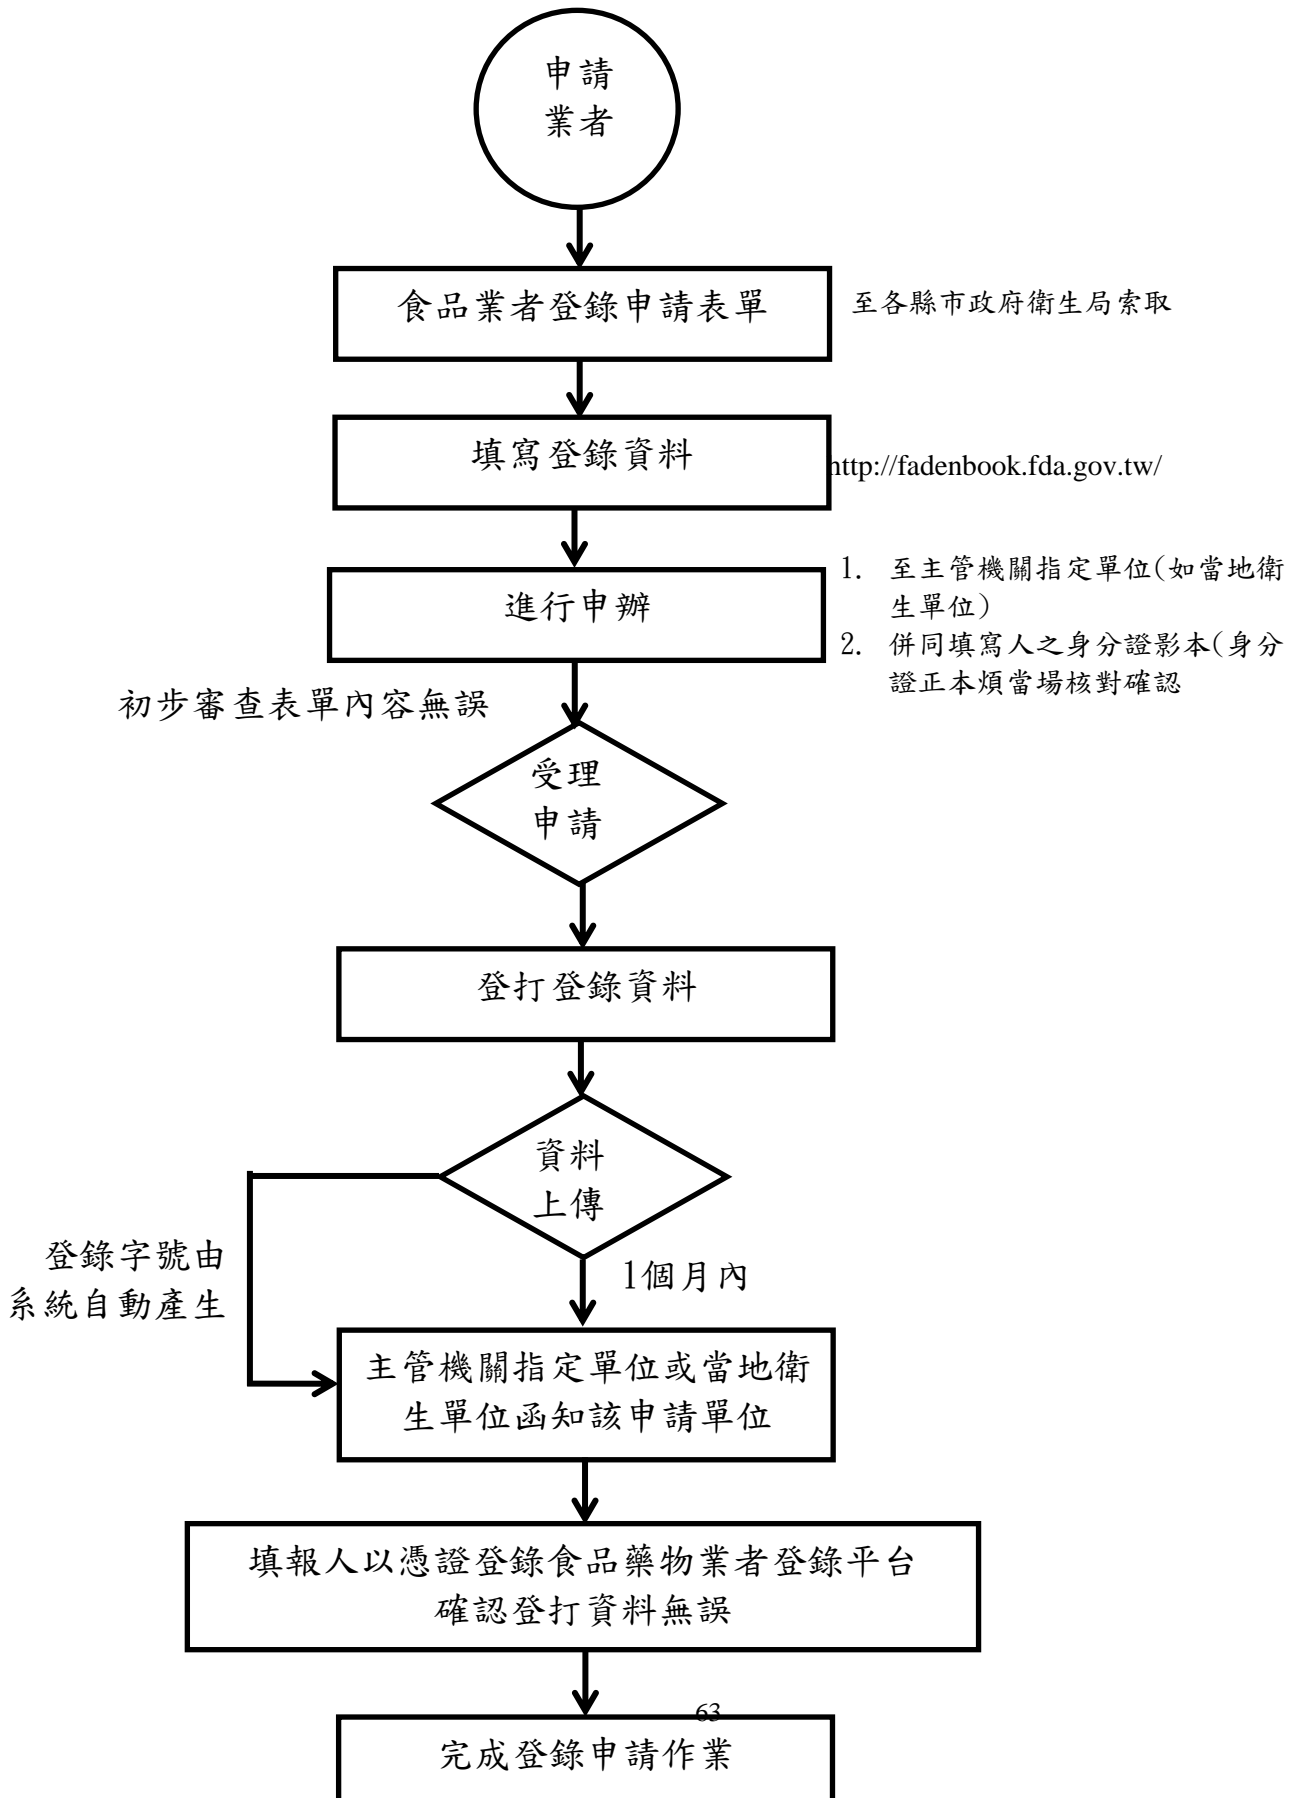 申請
業者
食品業者登錄申請表單
至各縣市政府衛生局索取
填寫登錄資料
http://fadenbook.fda.gov.tw/
進行申辦
1. 至主管機關指定單位(如當地衛
生單位)
2. 併同填寫人之身分證影本(身分
證正本煩當場核對確認
初步審查表單內容無誤
受理
申請
登打登錄資料
資料
上傳
登錄字號由
系統自動產生
1個月內
主管機關指定單位或當地衛
生單位函知該申請單位
填報人以憑證登錄食品藥物業者登錄平台
確認登打資料無誤
63
完成登錄申請作業